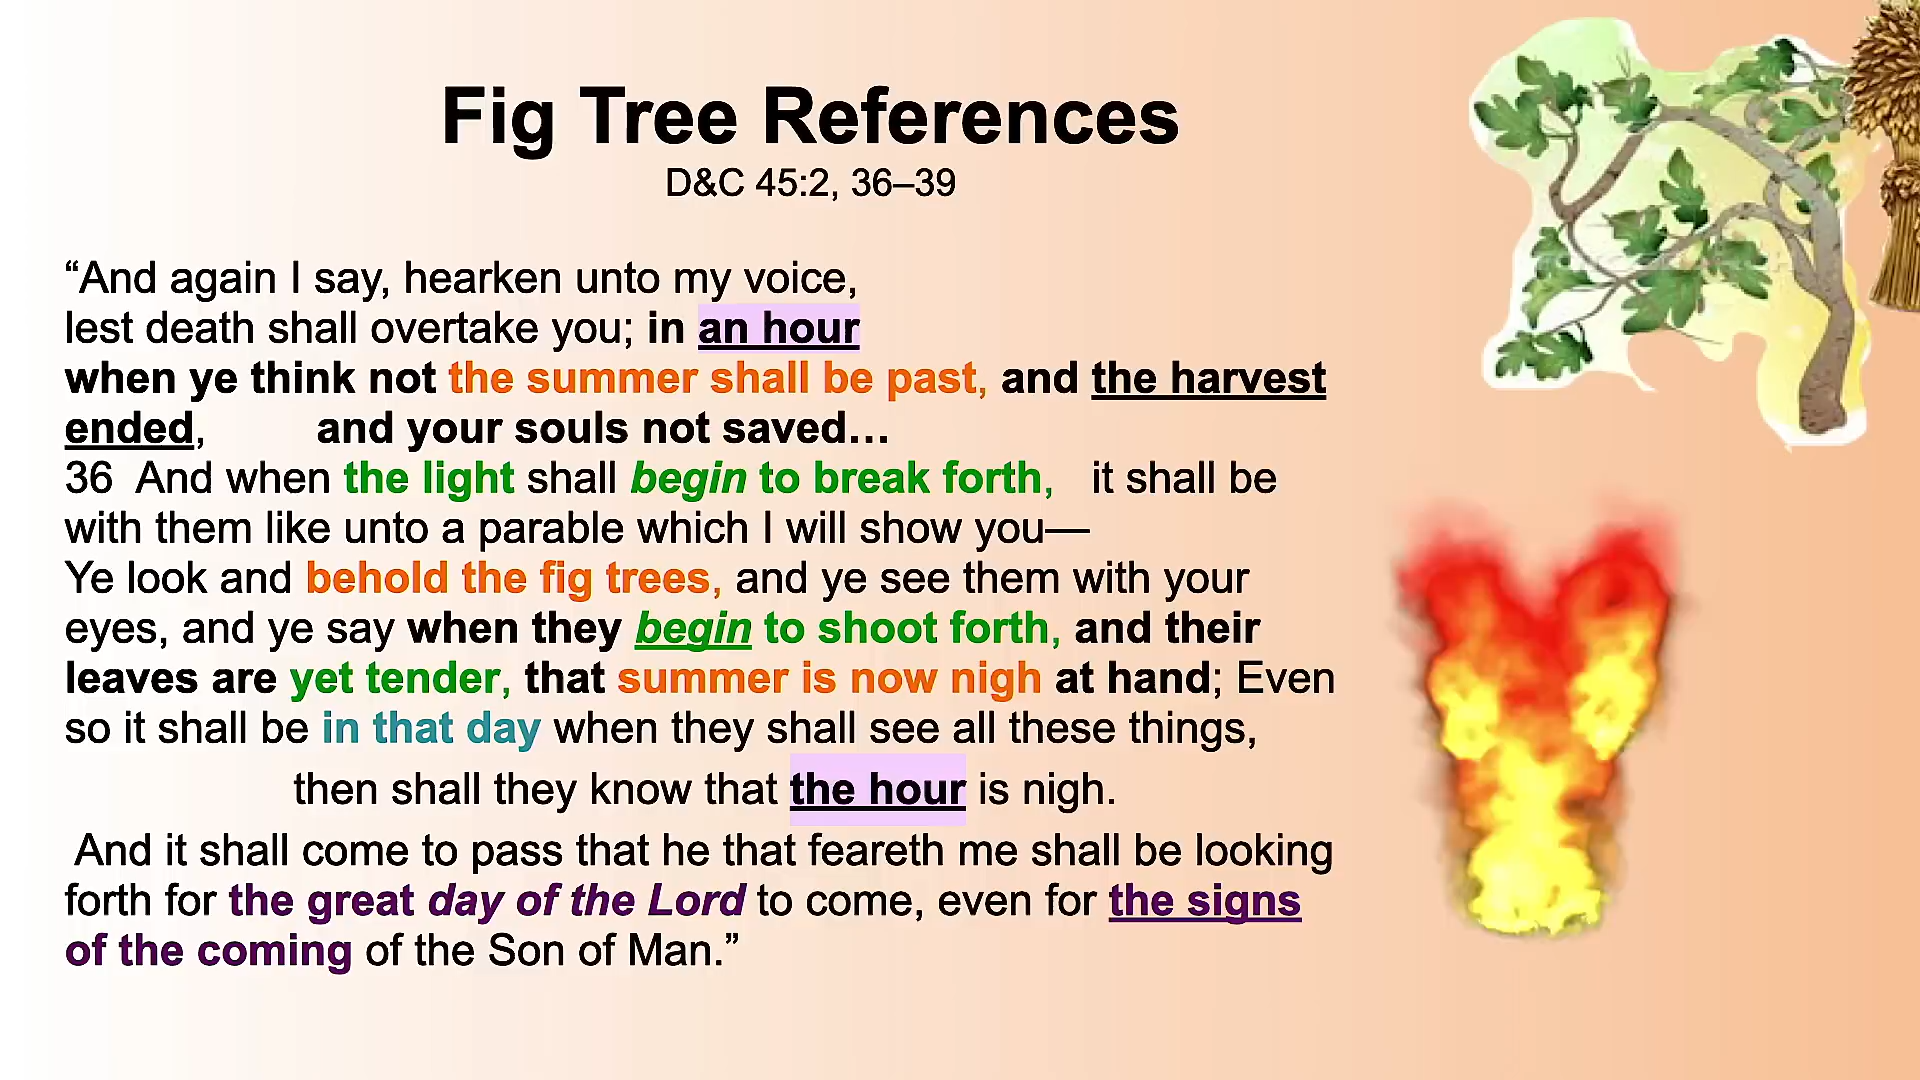 Fig Tree References
D&C 45:2, 36–39
“And again I say, hearken unto my voice,
lest death shall overtake you; in an hour
when ye think not the summer shall be past, and the harvest
ended, and your souls not saved…
36 And when the light shall begin to break forth, it shall be
with them like unto a parable which I will show you—
Ye look and behold the fig trees, and ye see them with your
eyes, and ye say when they begin to shoot forth, and their
leaves are yet tender, that summer is now nigh at hand; Even
so it shall be in that day when they shall see all these things,
then shall they know that the hour is nigh.
And it shall come to pass that he that feareth me shall be looking
forth for the great day of the Lord to come, even for the signs
of the coming of the Son of Man.”